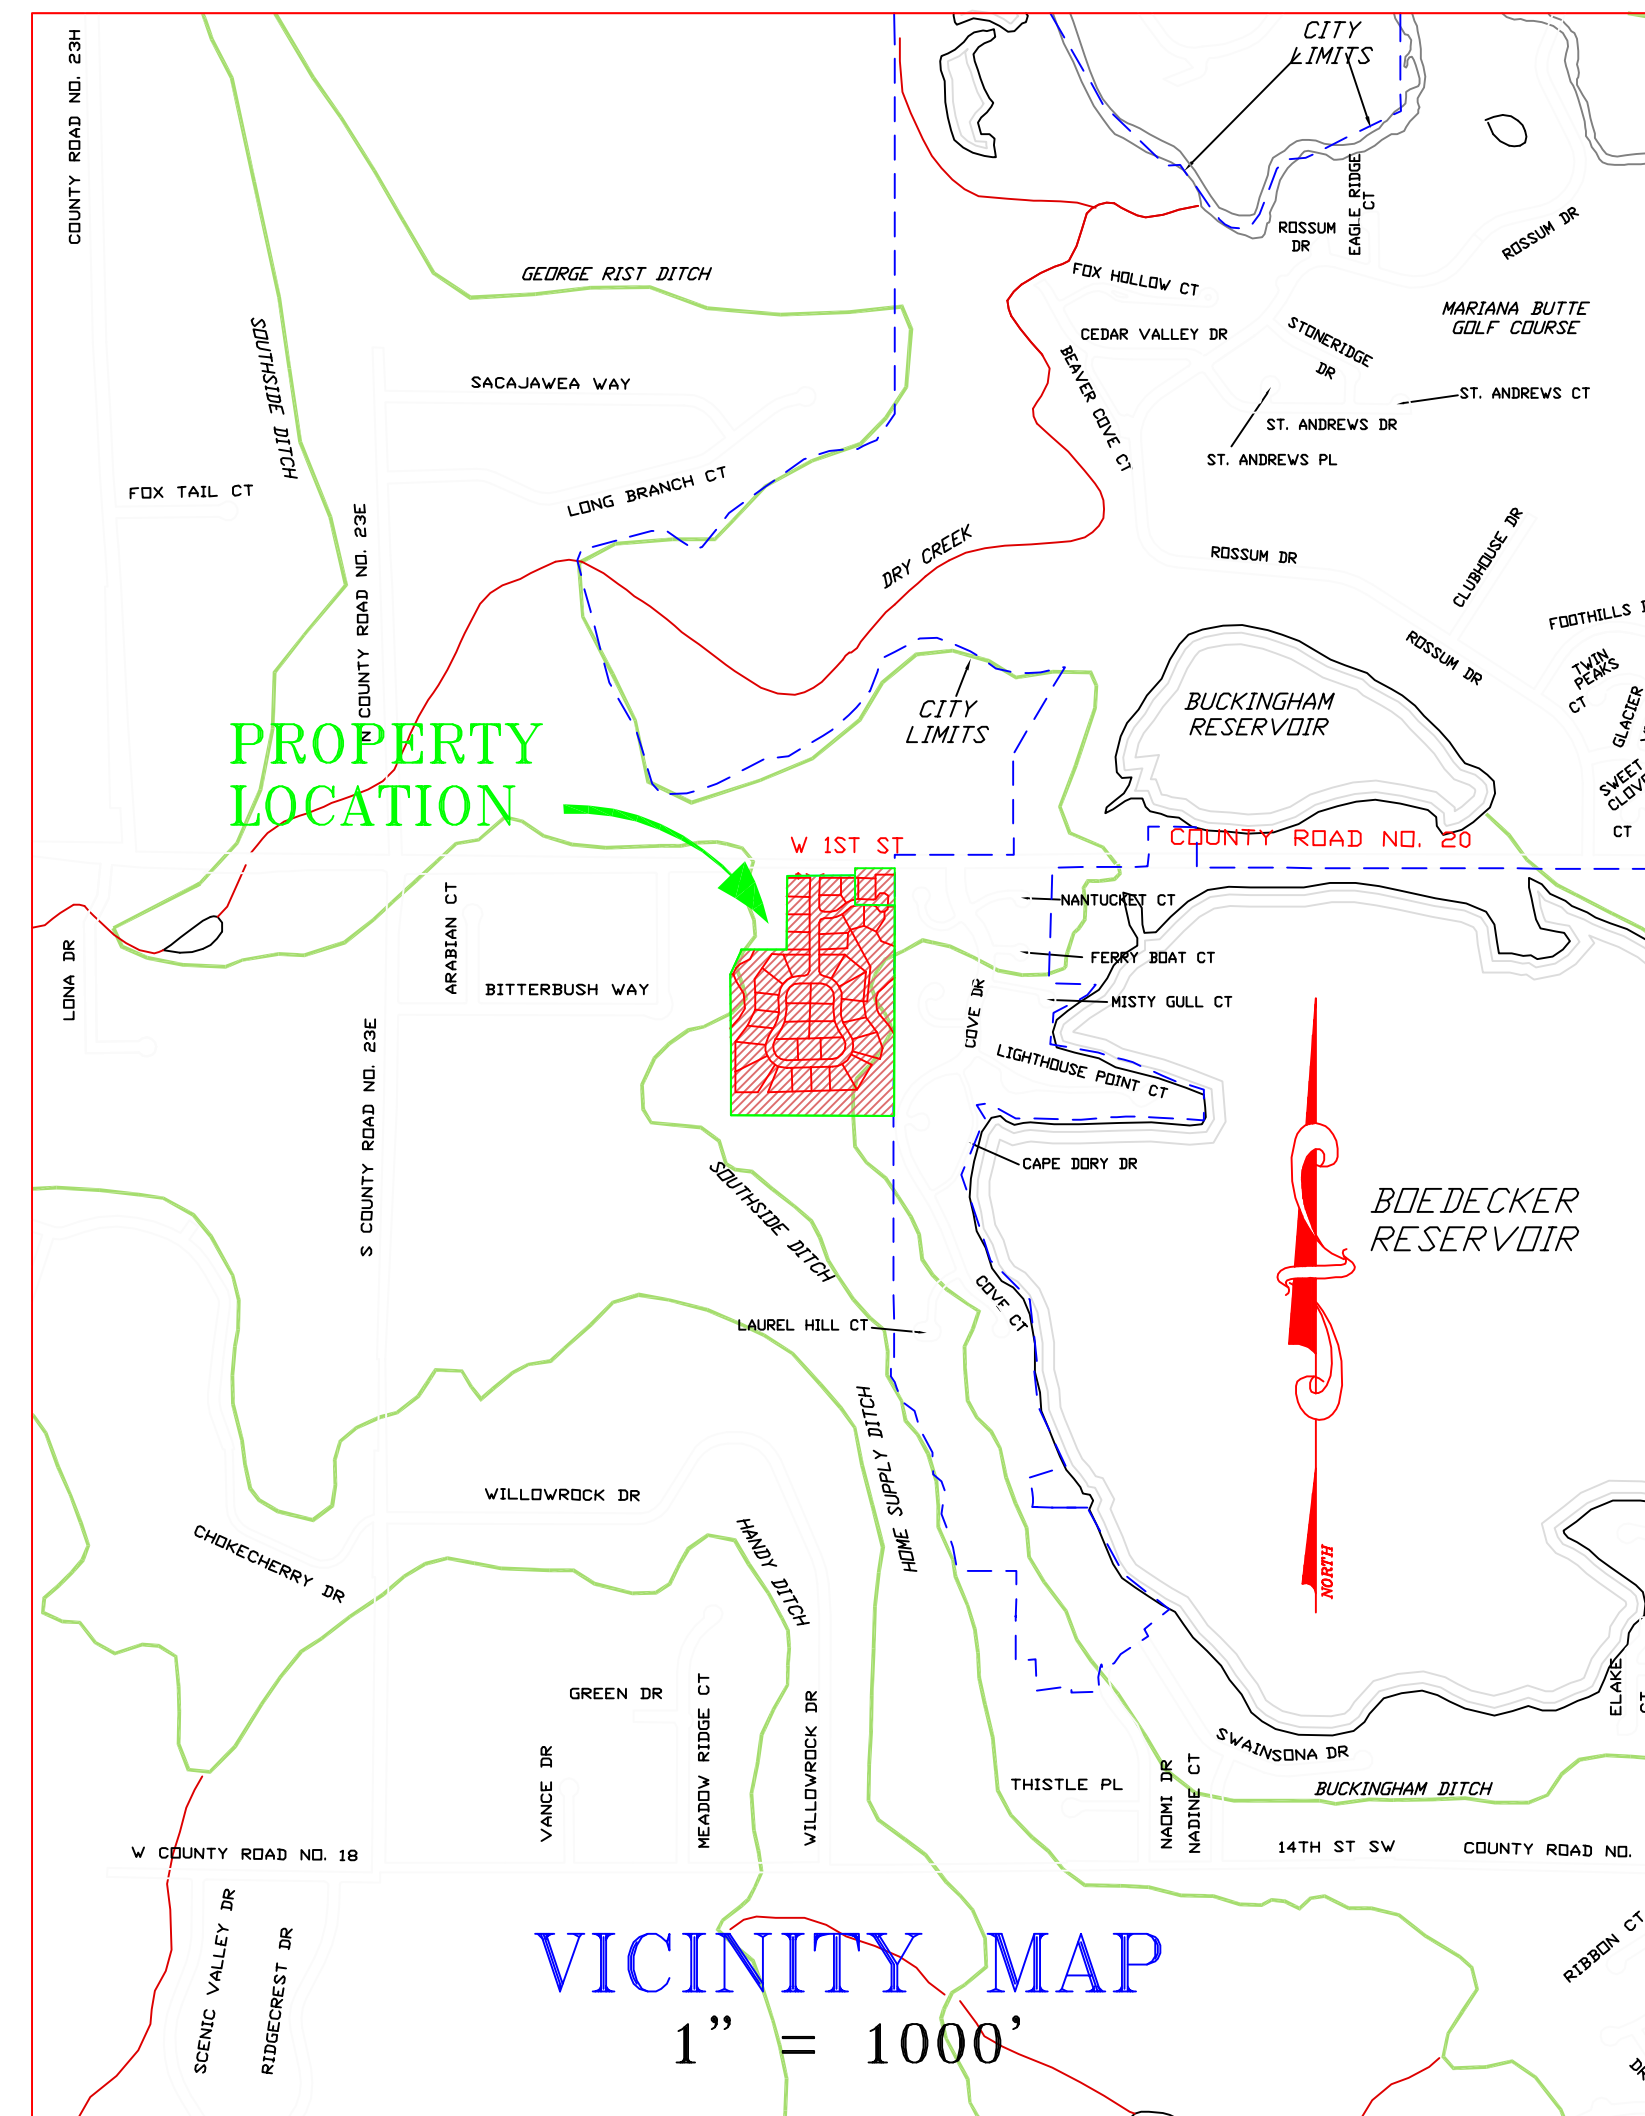 COUNTY ROAD NO. 23H
CITY
LIMITS
EAGLE RIDGE
CT
ROSSUM
DR
ROSSUM DR
GEORGE RIST DITCH
FOX HOLLOW CT
MARIANA BUTTE
GOLF COURSE
SOUTHSIDE DITCH
CEDAR VALLEY DR
STONERIDGE
DR
BEAVER COVE CT
SACAJAWEA WAY
ST. ANDREWS CT
ST. ANDREWS DR
ST. ANDREWS PL
FOX TAIL CT
LONG BRANCH CT
N COUNTY ROAD NO. 23E
DRY CREEK
ROSSUM DR
CLUBHOUSE DR
FOOTHILLS
ROSSUM DR
TWIN
PEAKS
CT
GLACIER
BUCKINGHAM
RESERVOIR
CITY
LIMITS
PROPERTY
LOCATION
SWEET
CLOV
CT
W 1ST ST
COUNTY ROAD NO. 20
NANTUCKET CT
ARABIAN CT
LONA DR
FERRY BOAT CT
BITTERBUSH WAY
MISTY GULL CT
COVE DR
LIGHTHOUSE POINT CT
S COUNTY ROAD NO. 23E
CAPE DORY DR
SOUTHSIDE DITCH
BOEDECKER
RESERVOIR
COVE CT
LAUREL HILL CT
HOME SUPPLY DITCH
WILLOWROCK DR
CHOKECHERRY DR
HANDY DITCH
NORTH
GREEN DR
MEADOW RIDGE CT
WILLOWROCK DR
VANCE DR
ELAKE
CT
SWAINSONA DR
THISTLE PL
NAOMI DR
NADINE CT
BUCKINGHAM DITCH
W COUNTY ROAD NO. 18
14TH ST SW
COUNTY ROAD NO.
SCENIC VALLEY DR
RIDGECREST DR
RIBBON CT
VICINITY MAP
1" = 1000'
DR